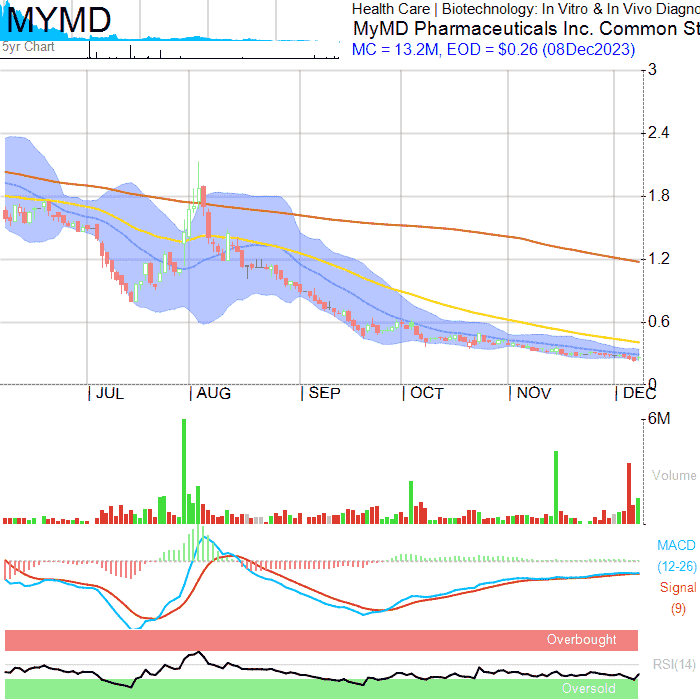 MYMD
5yr Chart
Health Care | Biotechnology: In Vitro & In Vivo Diagno
MyMD Pharmaceuticals Inc. Common St
MC = 13.2M, EOD = $0.26 (08Dec2023)
3
2.4
1.8
1.2
0.6
0
| JUL | AUG | SEP | OCT | NOV | DEC
6M
Volume
MACD
(12-26)
Signal
(9)
Overbought
RSI(14)
Oversold